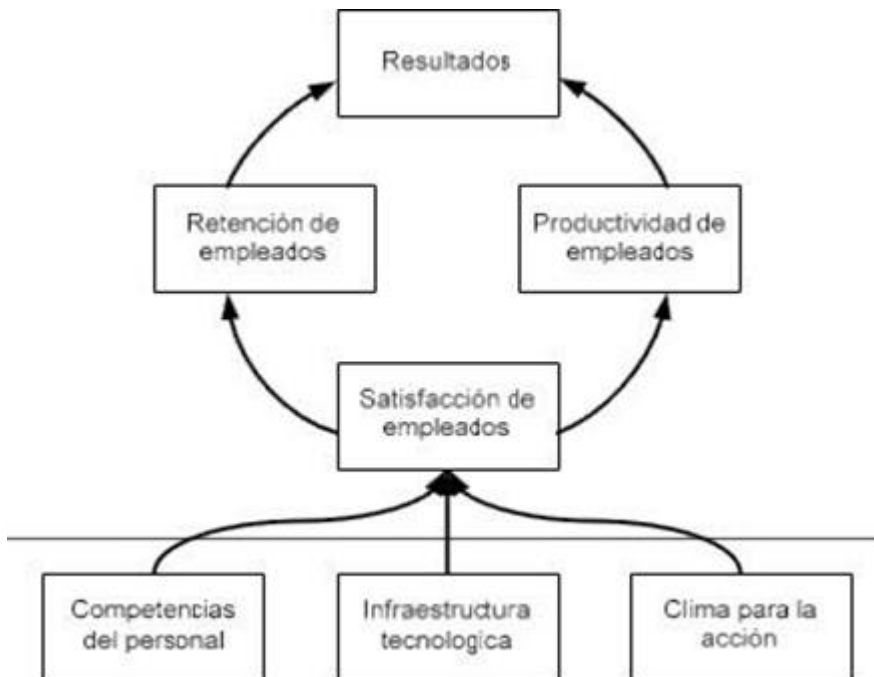 Resultados
Retención de
empleados
Productividad de
empleados
Satisfacción de
empleados
Competencias
del personal
Infraestructura
tecnologica
Clima para la
acción